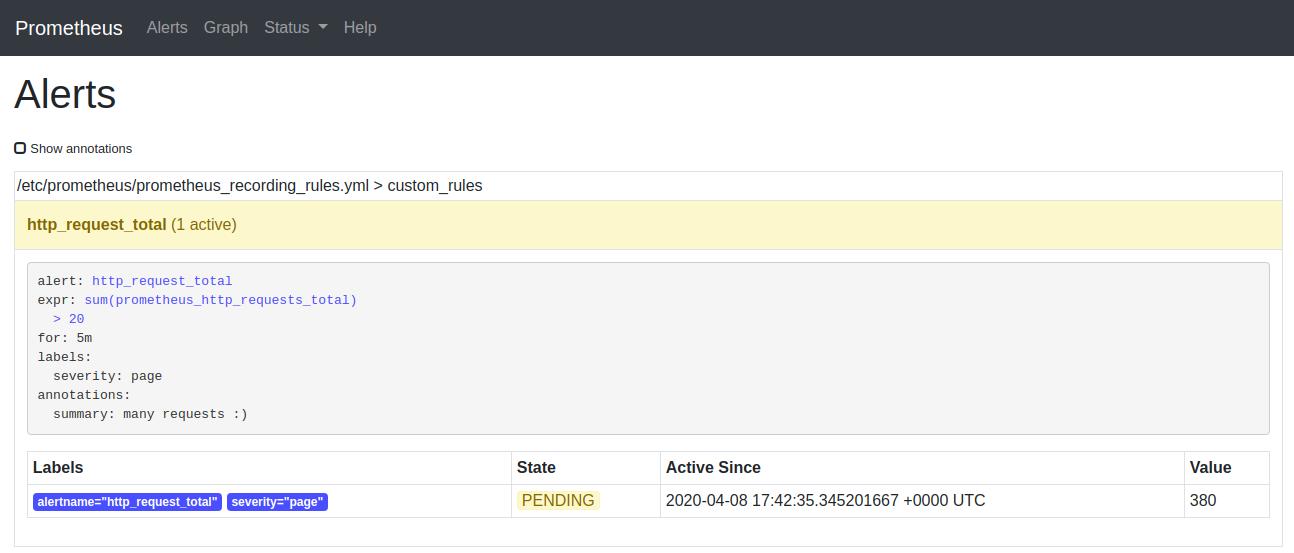 Prometheus Alerts Graph Status Help
Alerts
Show annotations
/etc/prometheus/prometheus_recording_rules.yml > custom_rules
http_request_total (1 active)
alert: http_request_total
expr: sum(prometheus_http_requests_total)
  > 20
for: 5m
labels:
  severity: page
annotations:
  summary: many requests :)
Labels State Active Since Value
alertname="http_request_total" severity="page" PENDING 2020-04-08 17:42:35.345201667 +0000 UTC 380